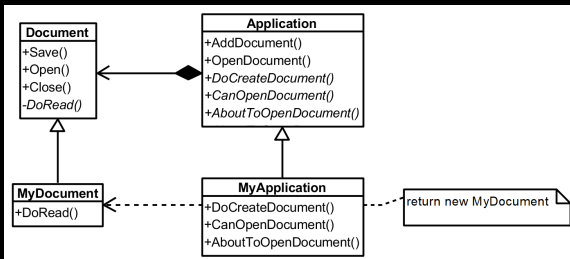 Document
+Save()
+Open()
+Close()
-DoRead()
Application
+AddDocument()
+OpenDocument()
+DoCreateDocument()
+CanOpenDocument()
+AboutToOpenDocument()
MyDocument
+DoRead()
MyApplication
+DoCreateDocument()
+CanOpenDocument()
+AboutToOpenDocument()
return new MyDocument